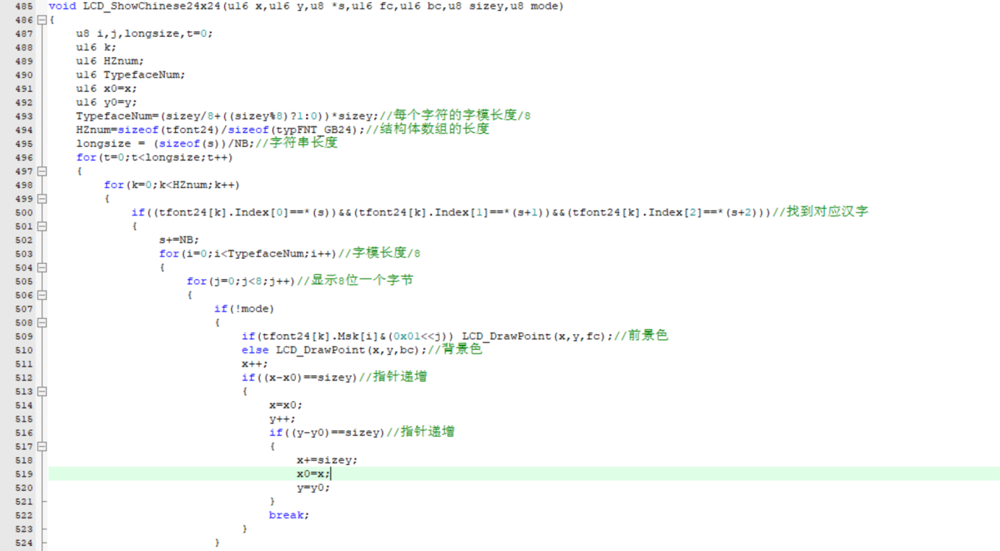 485 void LCD_ShowChinese24x24(u16 x,u16 y,u8 *s,u16 fc,u16 bc,u8 sizey,u8 mode)
486 {
487 u8 i,j,longsize,t=0;
488 u16 k;
489 u16 HZnum;
490 u16 TypefaceNum;
491 u16 x0=x;
492 u16 y0=y;
493 TypefaceNum=(sizey/8+((sizey%8)?1:0))*sizey;//每个字符的字模长度/8
494 HZnum=sizeof(tfont24)/sizeof(typFNT_GB24);//结构体数组的长度
495 longsize = (sizeof(s))/NB;//字符串长度
496 for(t=0;t<longsize;t++)
497 {
498 for(k=0;k<HZnum;k++)
499 {
500 if((tfont24[k].Index[0]==*(s))&&(tfont24[k].Index[1]==*(s+1))&&(tfont24[k].Index[2]==*(s+2)))//找到对应汉字
501 {
502 s+=NB;
503 for(i=0;i<TypefaceNum;i++)//字模长度/8
504 {
505 for(j=0;j<8;j++)//显示8位一个字节
506 {
507 if(!mode)
508 {
509 if(tfont24[k].Msk[i]&(0x01<<j)) LCD_DrawPoint(x,y,fc);//前景色
510 else LCD_DrawPoint(x,y,bc);//背景色
511 x++;
512 if((x-x0)==sizey)//指针递增
513 {
514 x=x0;
515 y++;
516 if((y-y0)==sizey)//指针递增
517 {
518 x+=sizey;
519 x0=x;
520 y=y0;
521 }
522 break;
523 }
524 }